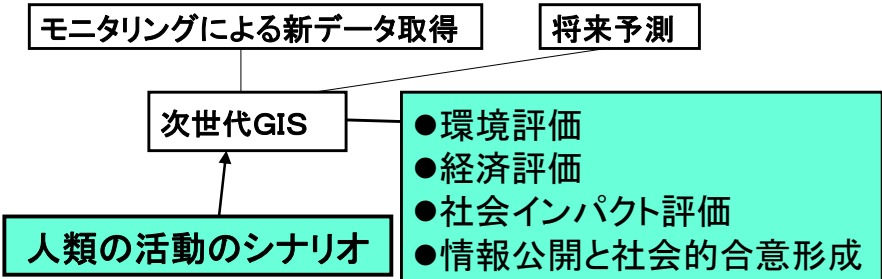 モニタリングによる新データ取得
将来予測
次世代GIS
●環境評価
●経済評価
●社会インパクト評価
●情報公開と社会的合意形成
人類の活動のシナリオ